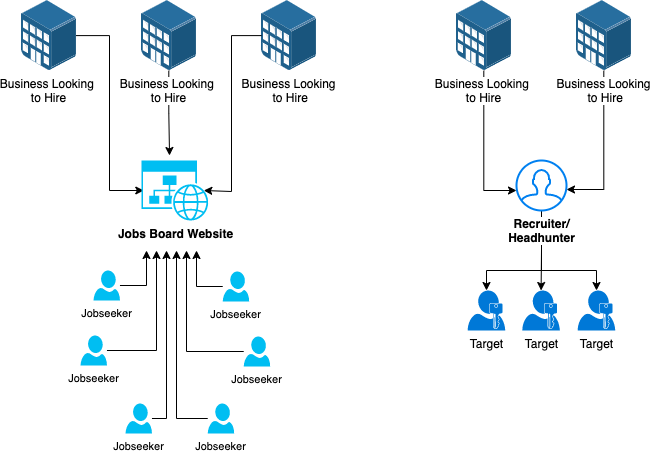 Business Looking
to Hire
Business Looking
to Hire
Business Looking
to Hire
Business Looking
to Hire
Business Looking
to Hire
Jobs Board Website
Recruiter/
Headhunter
Jobseeker
Jobseeker
Target
Target
Target
Jobseeker
Jobseeker
Jobseeker
Jobseeker